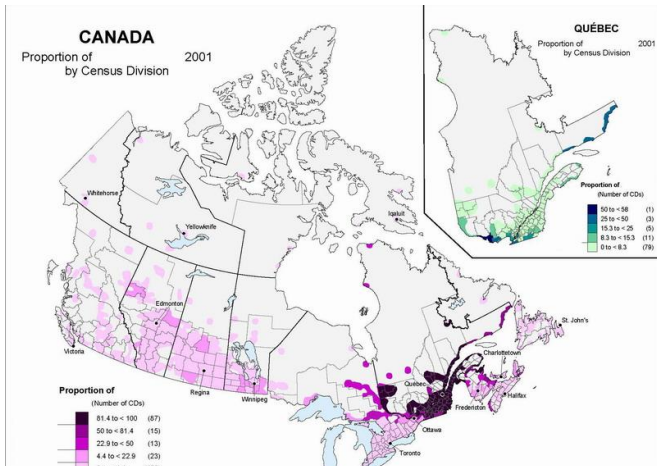 CANADA
Proportion of 2001
by Census Division
QUÉBEC
Proportion of 2001
by Census Division
Proportion of
(Number of CDs)
50 to < 58 (1)
25 to < 50 (3)
15.3 to < 25 (5)
8.3 to < 15.3 (11)
0 to < 8.3 (79)
Whitehorse
Yellowknife
Iqaluit
Edmonton
Victoria
Regina
Winnipeg
St. John's
Charlottetown
Québec
Fredericton
Halifax
Ottawa
Toronto
Proportion of
(Number of CDs)
81.4 to < 100 (87)
50 to < 81.4 (15)
22.9 to < 50 (13)
4.4 to < 22.9 (23)